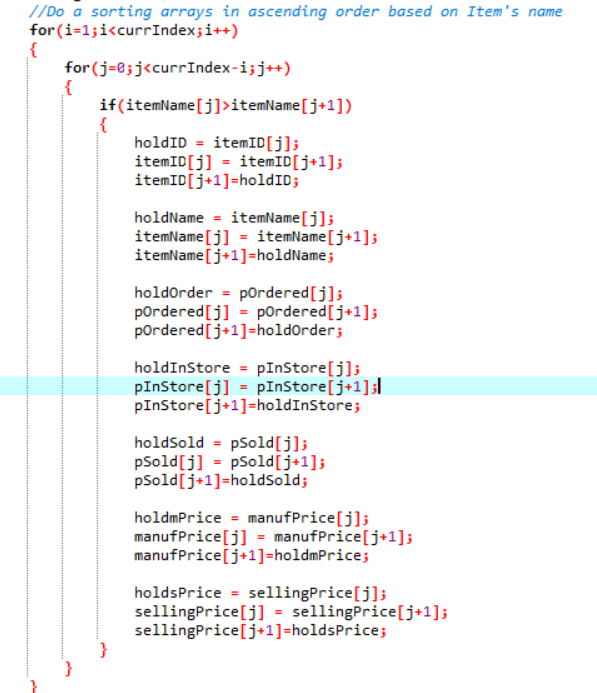 //Do a sorting arrays in ascending order based on Item's name
for(i=1;i<currIndex;i++)
{
for(j=0;j<currIndex-i;j++)
{
if(itemName[j]>itemName[j+1])
{
holdID = itemID[j];
itemID[j] = itemID[j+1];
itemID[j+1]=holdID;
holdName = itemName[j];
itemName[j] = itemName[j+1];
itemName[j+1]=holdName;
holdOrder = pOrdered[j];
pOrdered[j] = pOrdered[j+1];
pOrdered[j+1]=holdOrder;
holdInStore = pInStore[j];
pInStore[j] = pInStore[j+1];
pInStore[j+1]=holdInStore;
holdSold = pSold[j];
pSold[j] = pSold[j+1];
pSold[j+1]=holdSold;
holdmPrice = manufPrice[j];
manufPrice[j] = manufPrice[j+1];
manufPrice[j+1]=holdmPrice;
holdsPrice = sellingPrice[j];
sellingPrice[j] = sellingPrice[j+1];
sellingPrice[j+1]=holdsPrice;
}
}
}